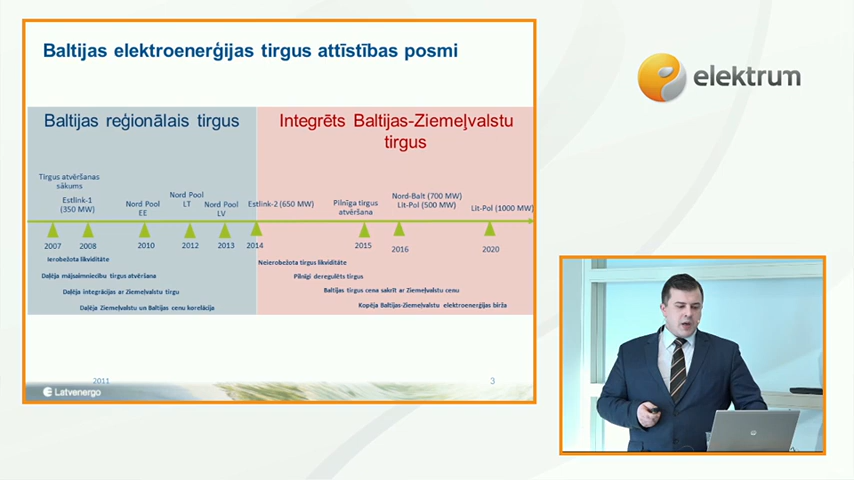 Baltijas elektroenerģijas tirgus attīstības posmi
elektrum
Baltijas reģionālais tirgus
Integrēts Baltijas-Ziemeļvalstu
tirgus
Tirgus atvēršanas
sākums
Estlink-1
(350 MW)
Nord Pool
EE
Nord Pool
LT
Nord Pool
LV
Estlink-2 (650 MW)
Pilnīga tirgus
atvēršana
Nord-Balt (700 MW)
Lit-Pol (500 MW)
Lit-Pol (1000 MW)
2007
2008
2010
2012
2013
2014
2015
2016
2020
Ierobežota likviditāte
Daļēja mājsaimniecību tirgus atvēršana
Daļēja integrācijas ar Ziemeļvalstu tirgu
Daļēja Ziemeļvalstu un Baltijas cenu korelācija
Neierobežota tirgus likviditāte
Pilnīgi deregulēts tirgus
Baltijas tirgus cena sakrīt ar Ziemeļvalstu cenu
Kopēja Baltijas-Ziemeļvalstu elektroenerģijas birža
2011
3
Latvenergo